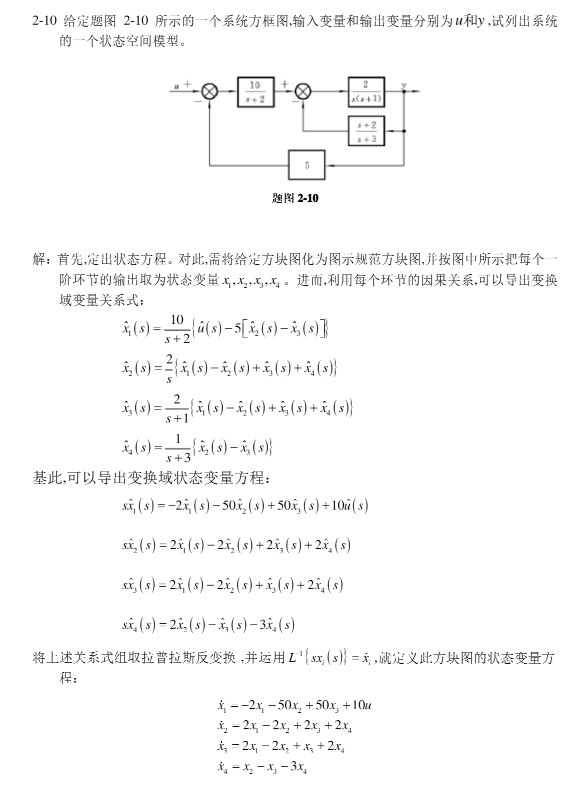 2-10 给定题图 2-10 所示的一个系统方框图,输入变量和输出变量分别为u和y,试列出系统
的一个状态空间模型。
u + − 10/(s+2) + − 2/(s(s+1)) y
(s+2)/(s+3)
5
题图 2-10
解：首先,定出状态方程。对此,需将给定方块图化为图示规范方块图,并按图中所示把每个一
阶环节的输出取为状态变量 x₁,x₂,x₃,x₄ 。进而,利用每个环节的因果关系,可以导出变换
域变量关系式：
x̂₁(s) = 10/(s+2) {û(s) − 5[x̂₂(s) − x̂₃(s)]}
x̂₂(s) = 2/s {x̂₁(s) − x̂₂(s) + x̂₃(s) + x̂₄(s)}
x̂₃(s) = 2/(s+1) {x̂₁(s) − x̂₂(s) + x̂₃(s) + x̂₄(s)}
x̂₄(s) = 1/(s+3) {x̂₂(s) − x̂₃(s)}
基此,可以导出变换域状态变量方程：
sx̂₁(s) = −2x̂₁(s) − 50x̂₂(s) + 50x̂₃(s) + 10û(s)
sx̂₂(s) = 2x̂₁(s) − 2x̂₂(s) + 2x̂₃(s) + 2x̂₄(s)
sx̂₃(s) = 2x̂₁(s) − 2x̂₂(s) + x̂₃(s) + 2x̂₄(s)
sx̂₄(s) = 2x̂₂(s) − x̂₃(s) − 3x̂₄(s)
将上述关系式组取拉普拉斯反变换 ,并运用 L⁻¹{sxᵢ(s)} = ẋᵢ ,就定义此方块图的状态变量方
程：
ẋ₁ = −2x₁ − 50x₂ + 50x₃ + 10u
ẋ₂ = 2x₁ − 2x₂ + 2x₃ + 2x₄
ẋ₃ = 2x₁ − 2x₂ + x₃ + 2x₄
ẋ₄ = x₂ − x₃ − 3x₄